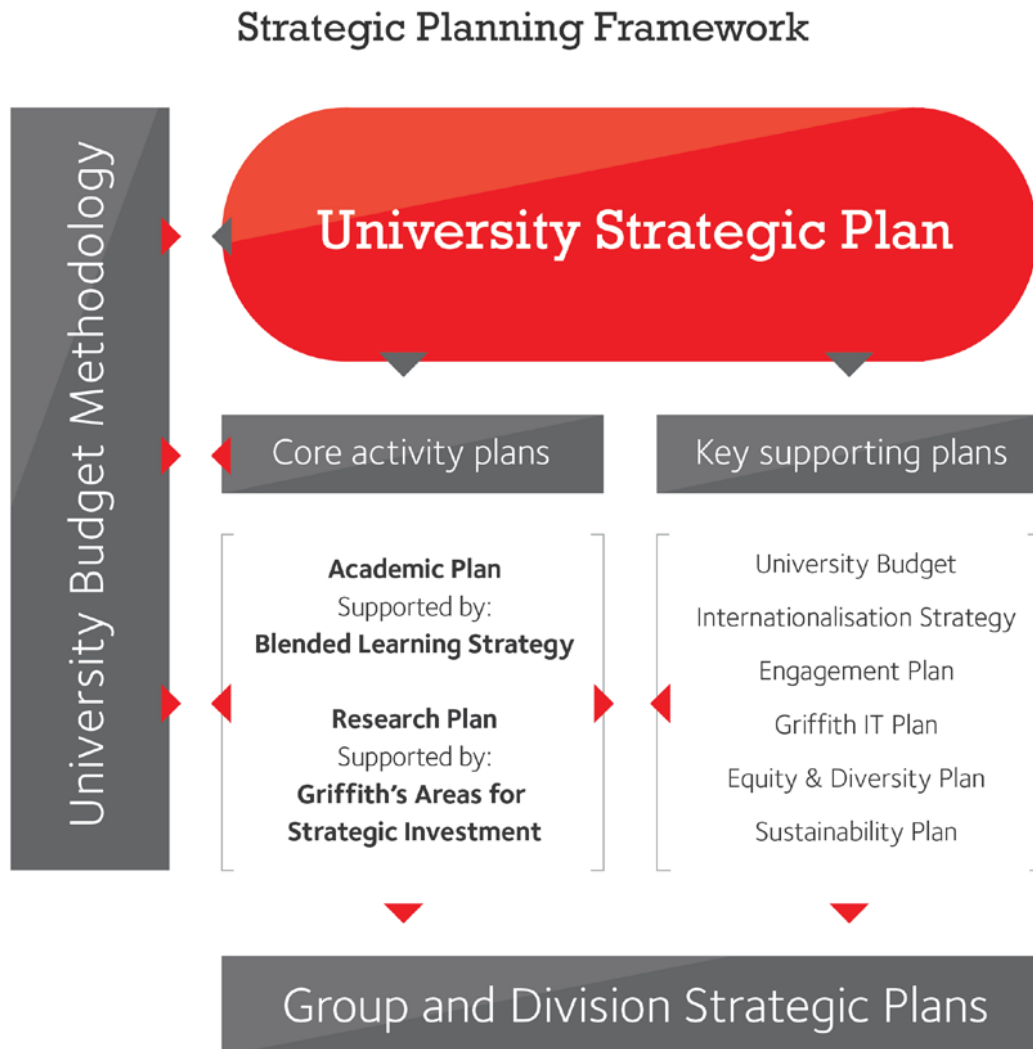 Strategic Planning Framework
University Budget Methodology
University Strategic Plan
Core activity plans
Academic Plan
Supported by:
Blended Learning Strategy
Research Plan
Supported by:
Griffith's Areas for
Strategic Investment
Key supporting plans
University Budget
Internationalisation Strategy
Engagement Plan
Griffith IT Plan
Equity & Diversity Plan
Sustainability Plan
Group and Division Strategic Plans